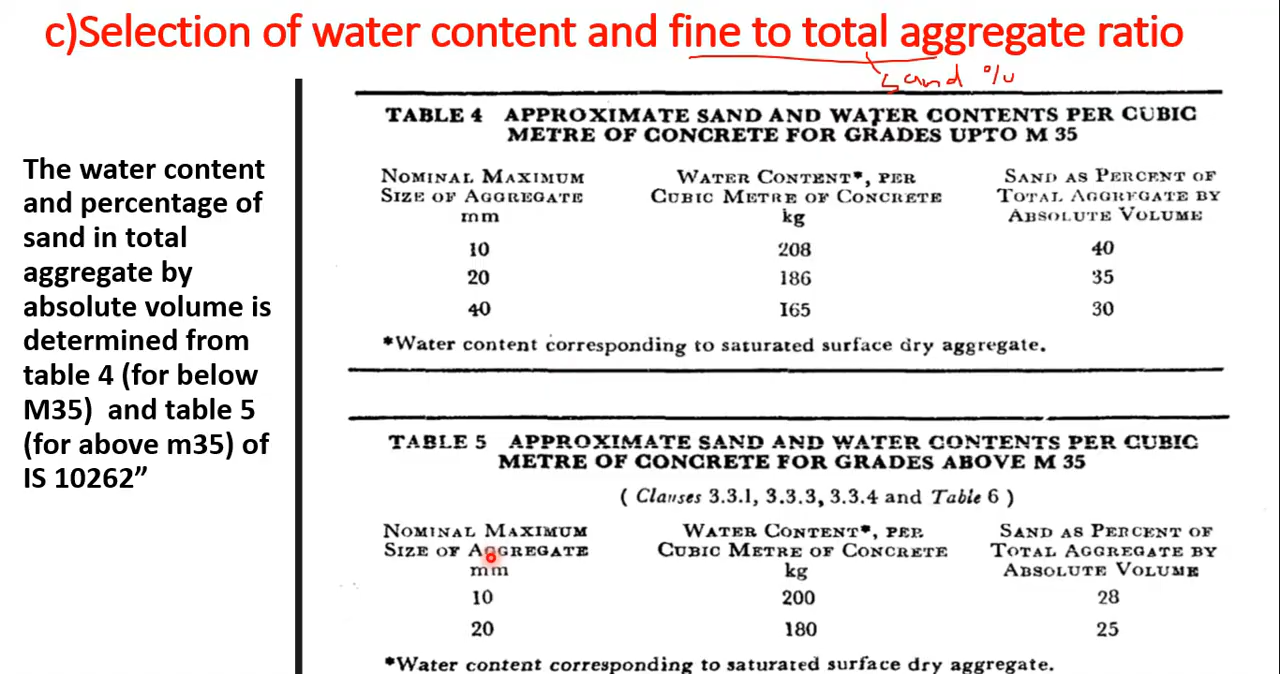 c)Selection of water content and fine to total aggregate ratio
sand %
The water content
and percentage of
sand in total
aggregate by
absolute volume is
determined from
table 4 (for below
M35)  and table 5
(for above m35) of
IS 10262”
TABLE 4 APPROXIMATE SAND AND WATER CONTENTS PER CUBIC
METRE OF CONCRETE FOR GRADES UPTO M 35
NOMINAL MAXIMUM WATER CONTENT*, PER SAND AS PERCENT OF
SIZE OF AGGREGATE CUBIC METRE OF CONCRETE TOTAL AGGREGATE BY
mm kg ABSOLUTE VOLUME
10 208 40
20 186 35
40 165 30
*Water content corresponding to saturated surface dry aggregate.
TABLE 5 APPROXIMATE SAND AND WATER CONTENTS PER CUBIC
METRE OF CONCRETE FOR GRADES ABOVE M 35
( Clauses 3.3.1, 3.3.3, 3.3.4 and Table 6 )
NOMINAL MAXIMUM WATER CONTENT*, PER SAND AS PERCENT OF
SIZE OF AGGREGATE CUBIC METRE OF CONCRETE TOTAL AGGREGATE BY
mm kg ABSOLUTE VOLUME
10 200 28
20 180 25
*Water content corresponding to saturated surface dry aggregate.